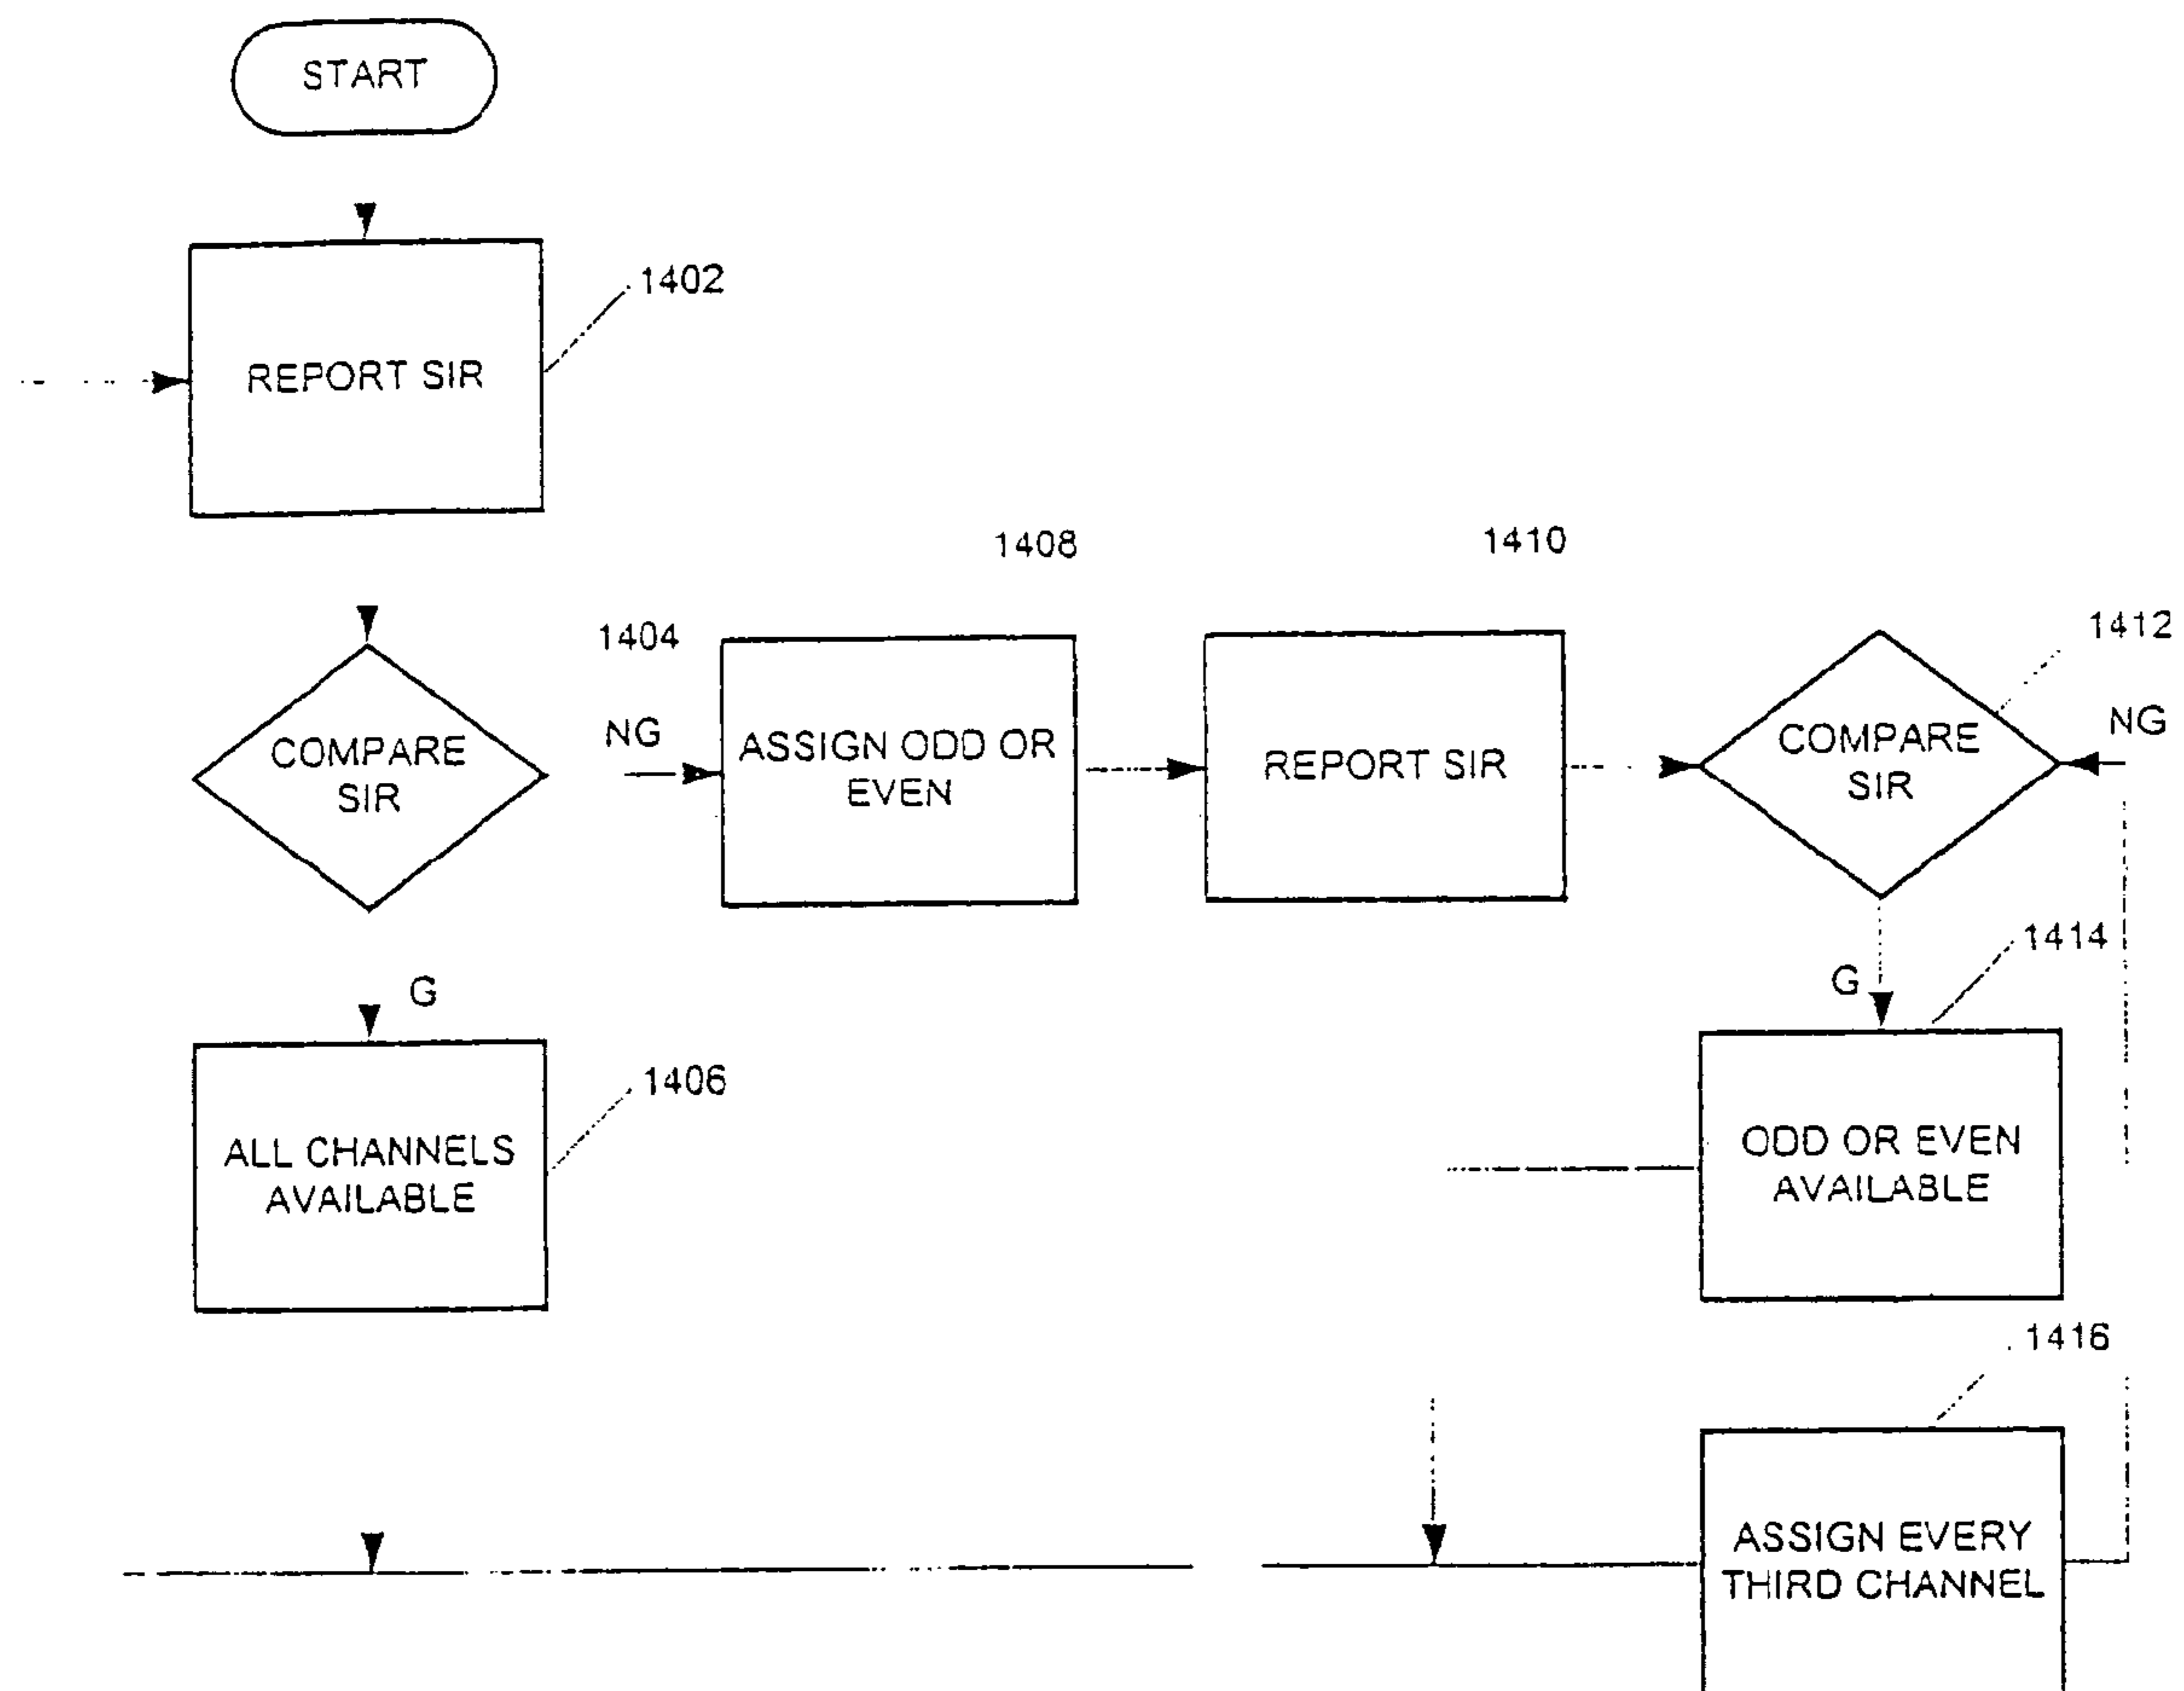 START
1402
REPORT SIR
1408
1410
1404
1412
NG
NG
COMPARE
SIR
ASSIGN ODD OR
EVEN
REPORT SIR
COMPARE
SIR
1414
G
G
1406
ALL CHANNELS
AVAILABLE
ODD OR EVEN
AVAILABLE
1416
ASSIGN EVERY
THIRD CHANNEL